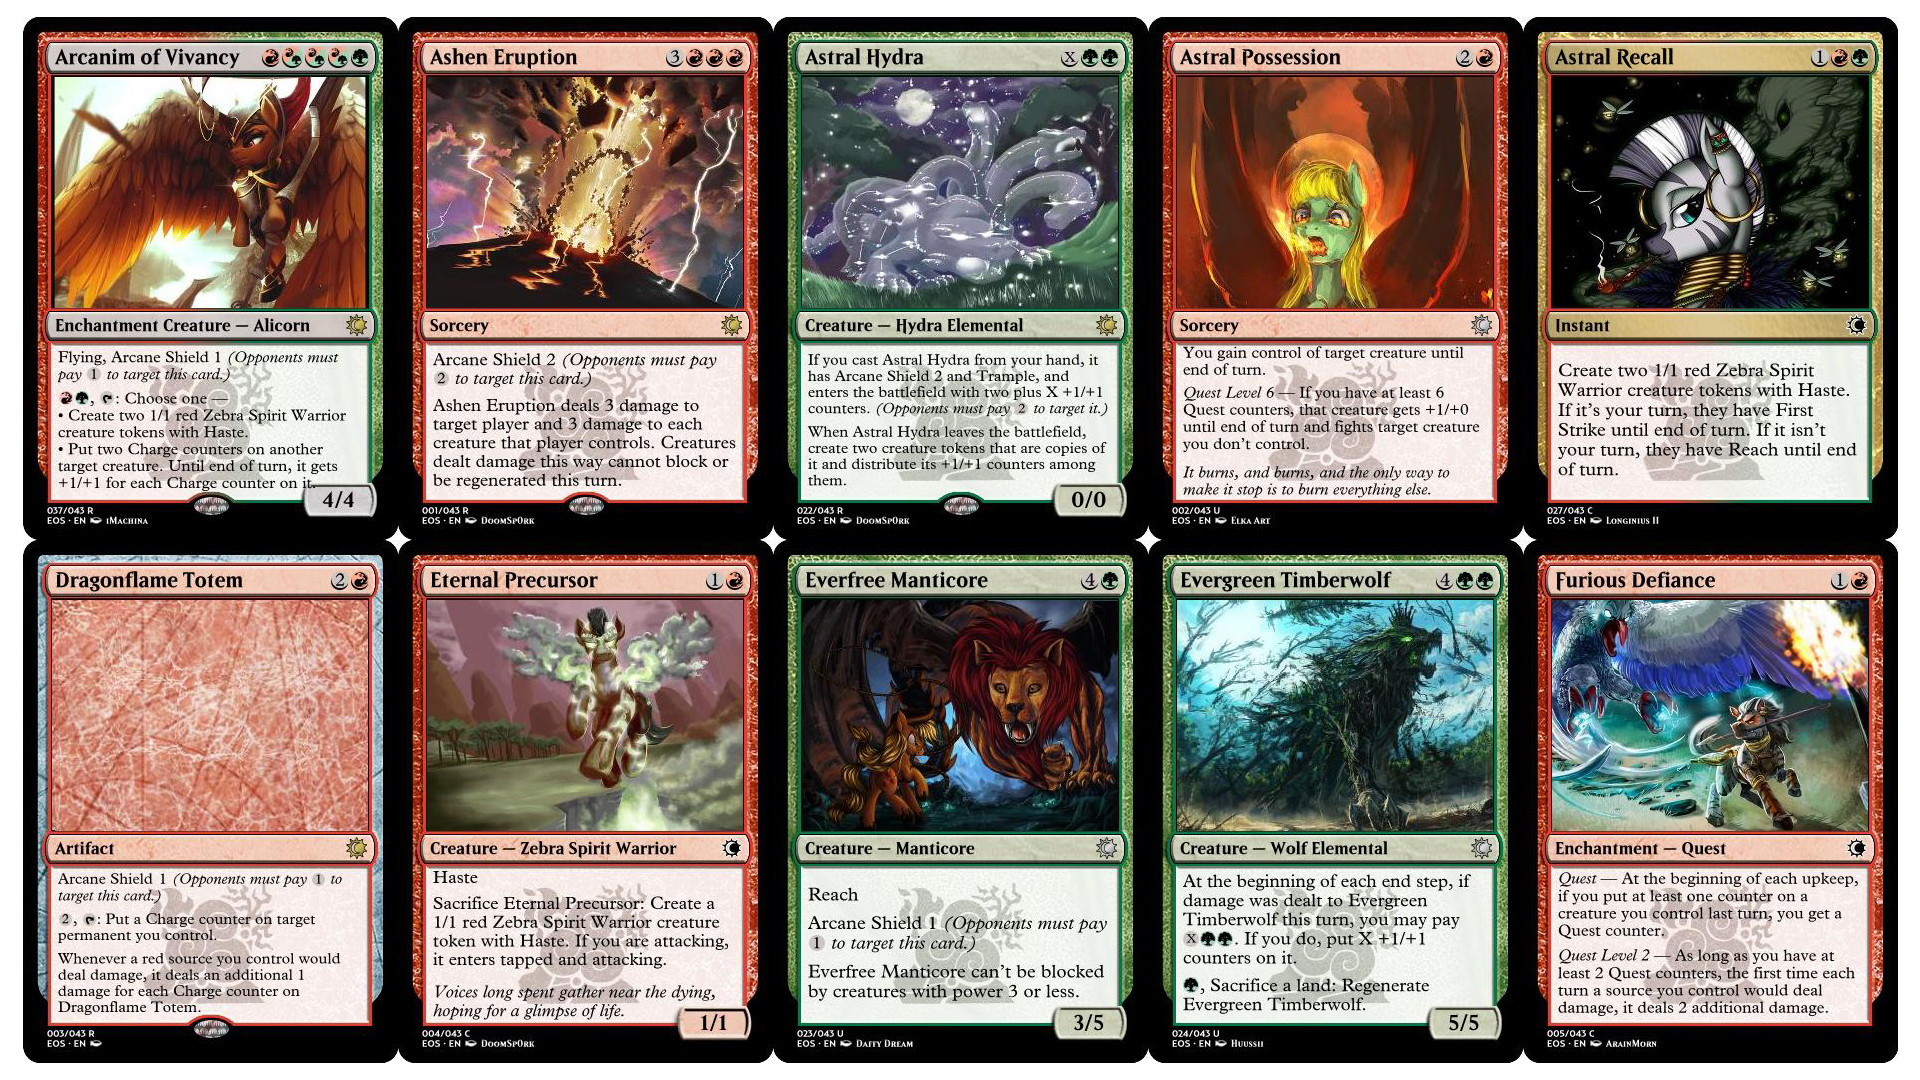 Arcanim of Vivancy
Enchantment Creature — Alicorn
Flying, Arcane Shield 1 (Opponents must
pay 1 to target this card.)
, : Choose one —
• Create two 1/1 red Zebra Spirit Warrior
creature tokens with Haste.
• Put two Charge counters on another
target creature. Until end of turn, it gets
+1/+1 for each Charge counter on it.
4/4
037/043 R
EOS · EN iMachina
Ashen Eruption
3
Sorcery
Arcane Shield 2 (Opponents must pay
2 to target this card.)
Ashen Eruption deals 3 damage to
target player and 3 damage to each
creature that player controls. Creatures
dealt damage this way cannot block or
be regenerated this turn.
001/043 R
EOS · EN DoomSp0rk
Astral Hydra
X
Creature — Hydra Elemental
If you cast Astral Hydra from your hand, it
has Arcane Shield 2 and Trample, and
enters the battlefield with two plus X +1/+1
counters. (Opponents must pay 2 to target it.)
When Astral Hydra leaves the battlefield,
create two creature tokens that are copies of
it and distribute its +1/+1 counters among
them.
0/0
022/043 R
EOS · EN DoomSp0rk
Astral Possession
2
Sorcery
You gain control of target creature until
end of turn.
Quest Level 6 — If you have at least 6
Quest counters, that creature gets +1/+0
until end of turn and fights target creature
you don't control.
It burns, and burns, and the only way to
make it stop is to burn everything else.
002/043 U
EOS · EN Elka Art
Astral Recall
1
Instant
Create two 1/1 red Zebra Spirit
Warrior creature tokens with Haste.
If it's your turn, they have First
Strike until end of turn. If it isn't
your turn, they have Reach until end
of turn.
027/043 C
EOS · EN Longinius II
Dragonflame Totem
2
Artifact
Arcane Shield 1 (Opponents must pay 1 to
target this card.)
2, : Put a Charge counter on target
permanent you control.
Whenever a red source you control would
deal damage, it deals an additional 1
damage for each Charge counter on
Dragonflame Totem.
003/043 R
EOS · EN
Eternal Precursor
1
Creature — Zebra Spirit Warrior
Haste
Sacrifice Eternal Precursor: Create a
1/1 red Zebra Spirit Warrior creature
token with Haste. If you are attacking,
it enters tapped and attacking.
Voices long spent gather near the dying,
hoping for a glimpse of life.
1/1
004/043 C
EOS · EN DoomSp0rk
Everfree Manticore
4
Creature — Manticore
Reach
Arcane Shield 1 (Opponents must pay
1 to target this card.)
Everfree Manticore can't be blocked
by creatures with power 3 or less.
3/5
023/043 U
EOS · EN Daity Dream
Evergreen Timberwolf
4
Creature — Wolf Elemental
At the beginning of each end step, if
damage was dealt to Evergreen
Timberwolf this turn, you may pay
X. If you do, put X +1/+1
counters on it.
, Sacrifice a land: Regenerate
Evergreen Timberwolf.
5/5
024/043 U
EOS · EN Huussii
Furious Defiance
1
Enchantment — Quest
Quest — At the beginning of each upkeep,
if you put at least one counter on a
creature you control last turn, you get a
Quest counter.
Quest Level 2 — As long as you have at
least 2 Quest counters, the first time each
turn a source you control would deal
damage, it deals 2 additional damage.
005/043 C
EOS · EN ArainMorn